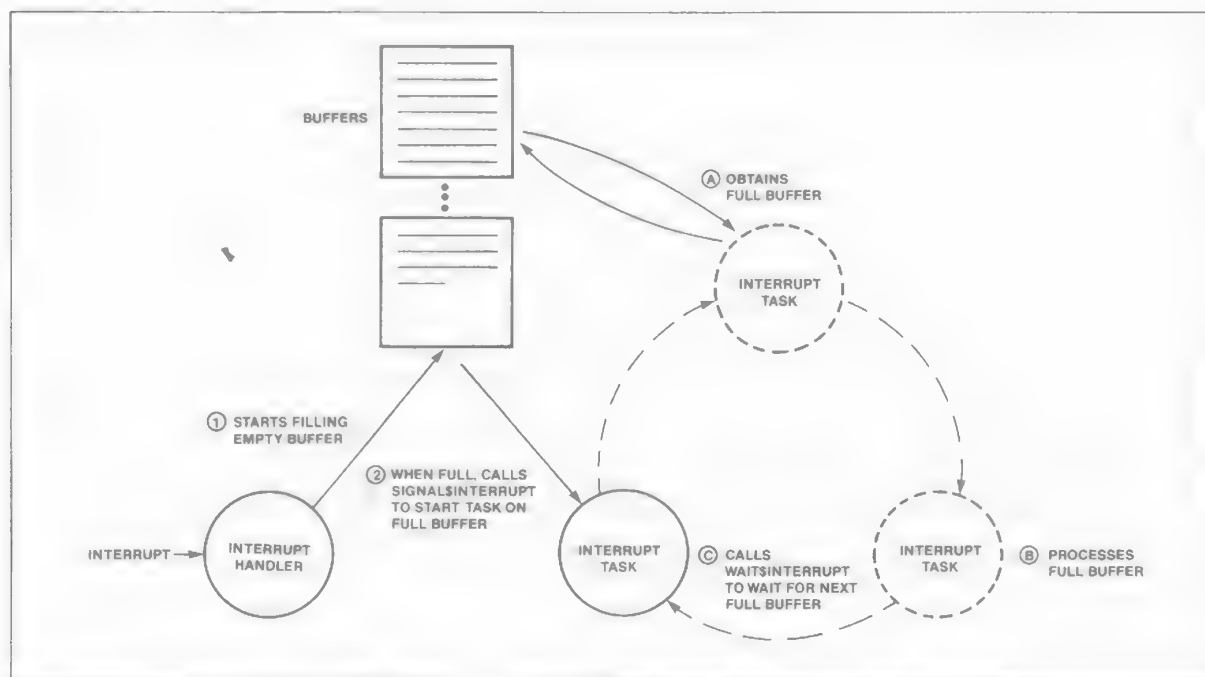 BUFFERS
Ⓐ OBTAINS
FULL BUFFER
INTERRUPT
TASK
① STARTS FILLING
EMPTY BUFFER
② WHEN FULL, CALLS
SIGNAL$INTERRUPT
TO START TASK ON
FULL BUFFER
INTERRUPT
INTERRUPT
HANDLER
INTERRUPT
TASK
Ⓒ CALLS
WAIT$INTERRUPT
TO WAIT FOR NEXT
FULL BUFFER
INTERRUPT
TASK
Ⓑ PROCESSES
FULL BUFFER